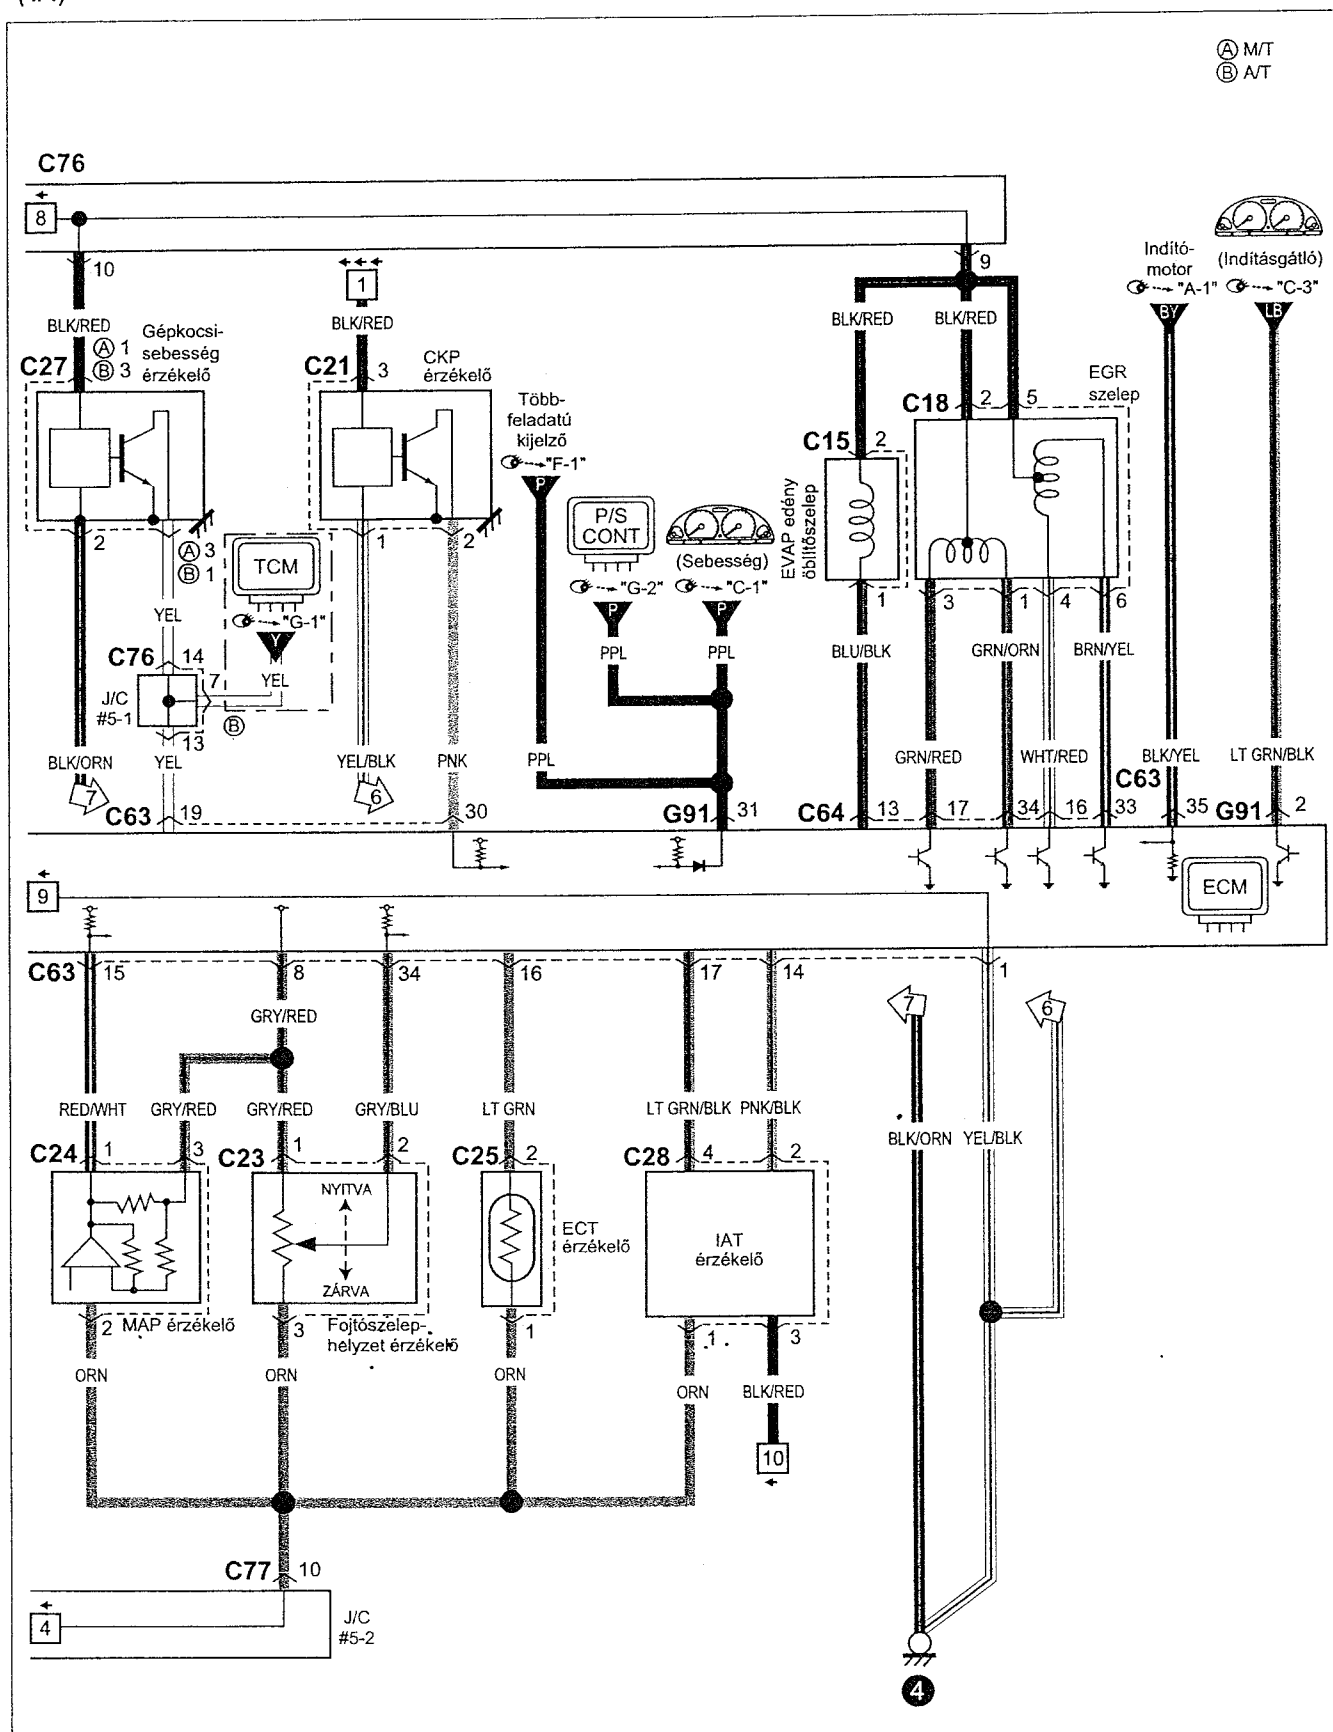 Ⓐ M/T
Ⓑ A/T
C76
8
10
1
9
Indító-
motor
"A-1"
BY
(Indításgátló)
"C-3"
LB
BLK/RED
Gépkocsi-
sebesség
érzékelő
C27
Ⓐ 1
Ⓑ 3
BLK/RED
C21
3
CKP
érzékelő
BLK/RED
BLK/RED
EGR
szelep
C18
2
5
Több-
feladatú
kijelző
"F-1"
P
C15
2
EVAP edény
öblítőszelep
P/S
CONT
"G-2"
P
(Sebesség)
"C-1"
P
2
Ⓐ 3
Ⓑ 1
1
2
TCM
"G-1"
Y
YEL
1
3
1
4
6
YEL
C76
14
7
J/C
#5-1
13
Ⓑ
PPL
PPL
BLU/BLK
GRN/ORN
BRN/YEL
BLK/ORN
YEL
YEL/BLK
PNK
PPL
GRN/RED
WHT/RED
BLK/YEL
LT GRN/BLK
7
6
C63
19
30
G91
31
C64
13
17
34
16
33
C63
35
G91
2
ECM
9
C63
15
8
34
16
17
14
1
GRY/RED
7
6
RED/WHT
GRY/RED
GRY/RED
GRY/BLU
LT GRN
LT GRN/BLK
PNK/BLK
BLK/ORN
YEL/BLK
C24
1
3
C23
1
2
C25
2
C28
4
2
NYITVA
ZÁRVA
ECT
érzékelő
IAT
érzékelő
2
MAP érzékelő
3
Fojtószelep-
helyzet érzékelő
1
1
3
ORN
ORN
ORN
ORN
BLK/RED
10
C77
10
4
J/C
#5-2
4